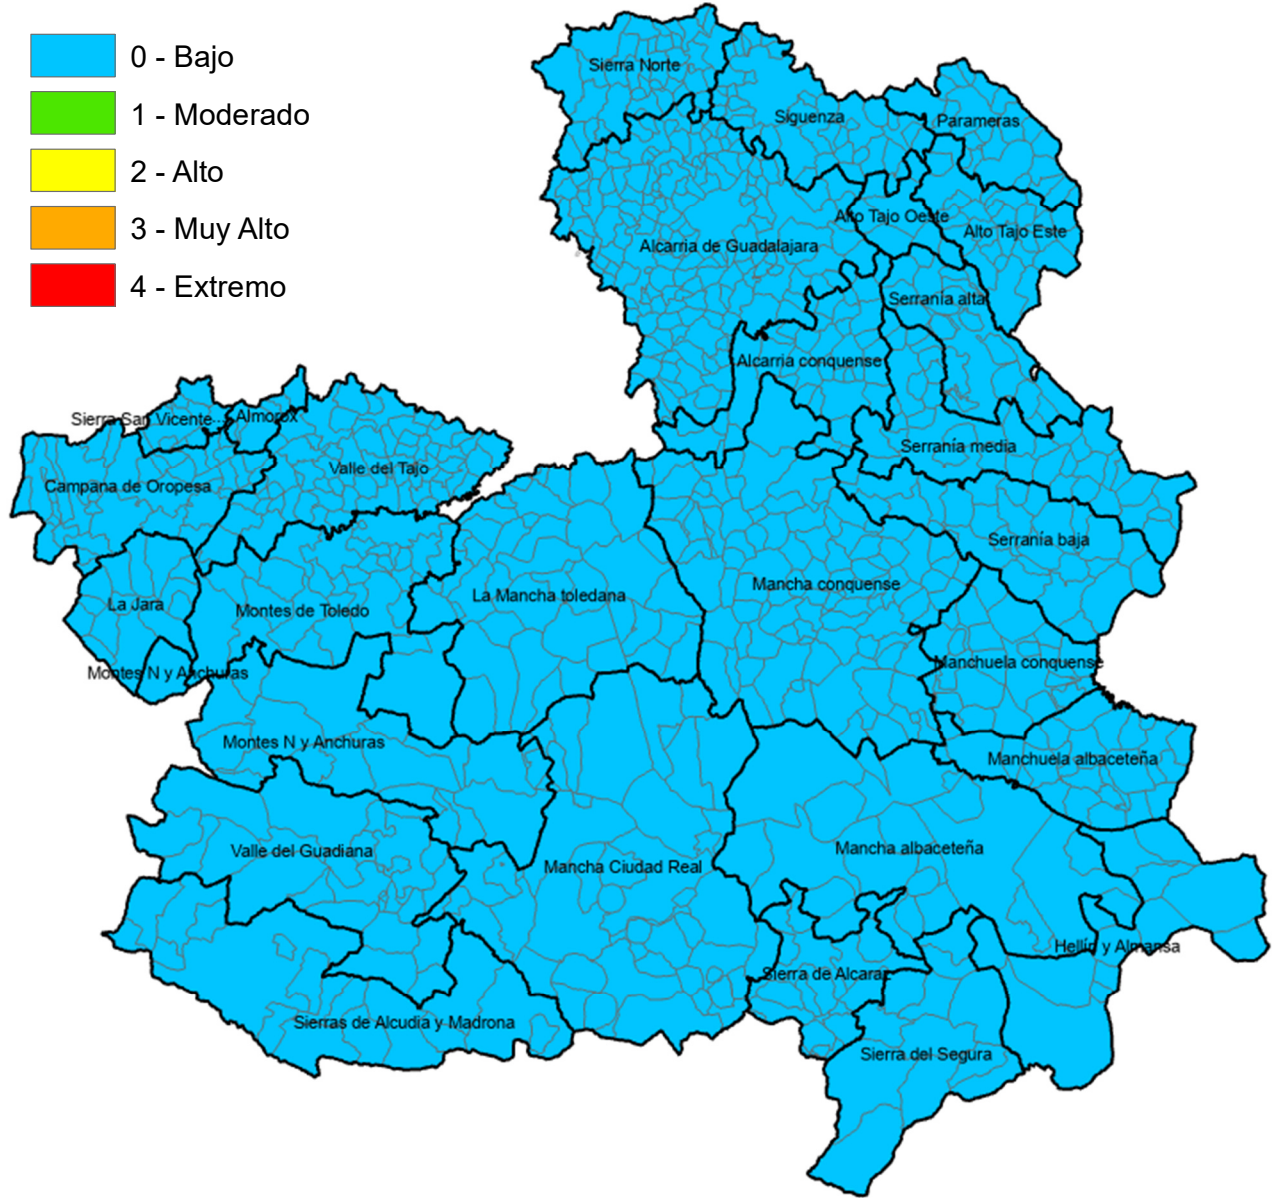 0 - Bajo
1 - Moderado
2 - Alto
3 - Muy Alto
4 - Extremo
Sierra Norte
Sigüenza
Parameras
Alto Tajo Oeste
Alto Tajo Este
Alcarria de Guadalajara
Serranía alta
Alcarria conquense
Sierra San Vicente...
Almorox
Serranía media
Valle del Tajo
Campana de Oropesa
Serranía baja
Mancha conquense
La Mancha toledana
La Jara
Montes de Toledo
Manchuela conquense
Montes N y Anchuras
Montes N y Anchuras
Manchuela albaceteña
Valle del Guadiana
Mancha albaceteña
Mancha Ciudad Real
Hellín y Almansa
Sierra de Alcaraz
Sierras de Alcudia y Madrona
Sierra del Segura